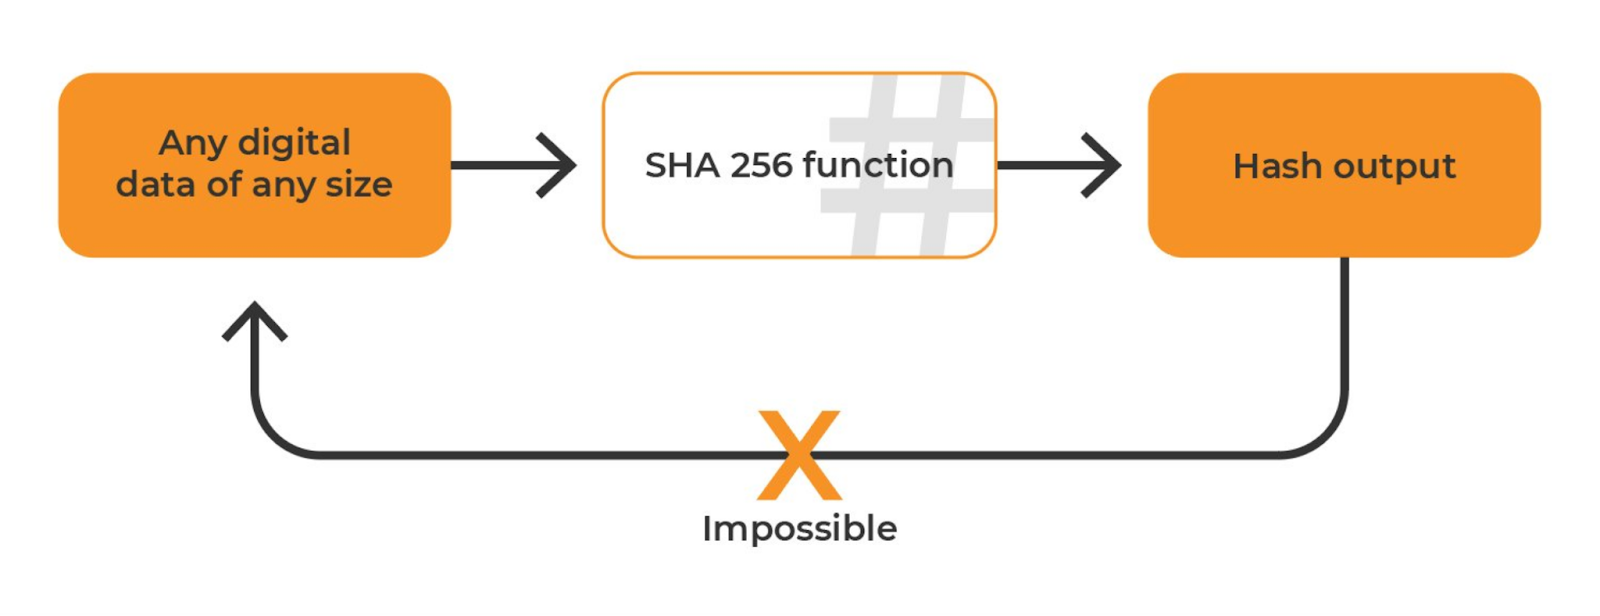 Any digital
data of any size
SHA 256 function
Hash output
X
Impossible